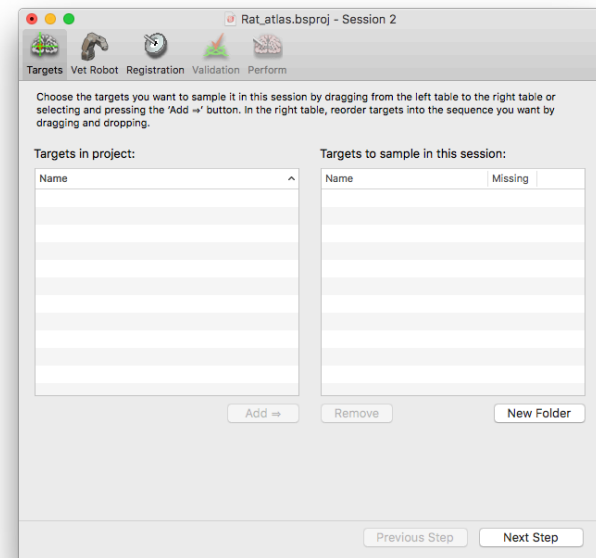 Rat_atlas.bsproj - Session 2
Targets Vet Robot Registration Validation Perform
Choose the targets you want to sample it in this session by dragging from the left table to the right table or
selecting and pressing the 'Add ⇒' button. In the right table, reorder targets into the sequence you want by
dragging and dropping.
Targets in project: Targets to sample in this session:
Name Name Missing
Add ⇒ Remove New Folder
Previous Step Next Step